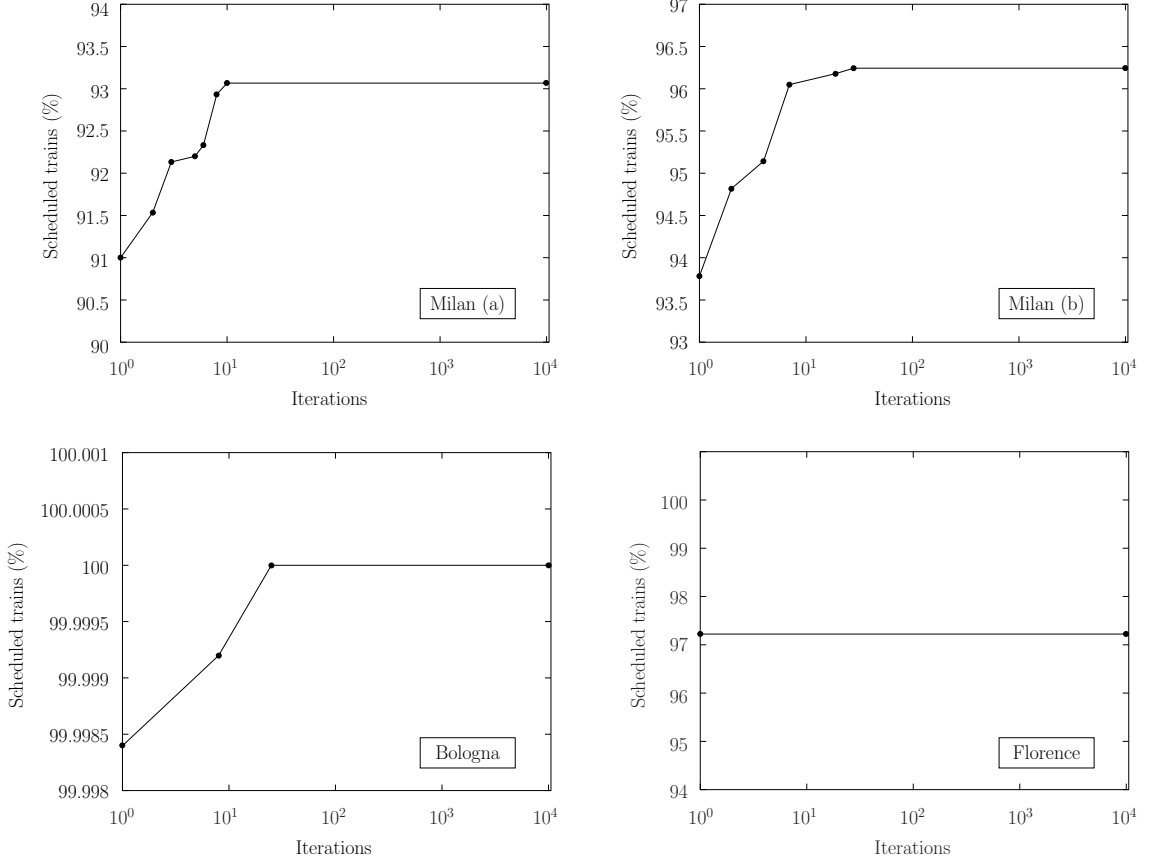 94
93.5
93
92.5
92
91.5
91
90.5
90
Scheduled trains (%)
10^0 10^1 10^2 10^3 10^4
Iterations
Milan (a)
97
96.5
96
95.5
95
94.5
94
93.5
93
Scheduled trains (%)
10^0 10^1 10^2 10^3 10^4
Iterations
Milan (b)
100.001
100.0005
100
99.9995
99.999
99.9985
99.998
Scheduled trains (%)
10^0 10^1 10^2 10^3 10^4
Iterations
Bologna
100
99
98
97
96
95
94
Scheduled trains (%)
10^0 10^1 10^2 10^3 10^4
Iterations
Florence